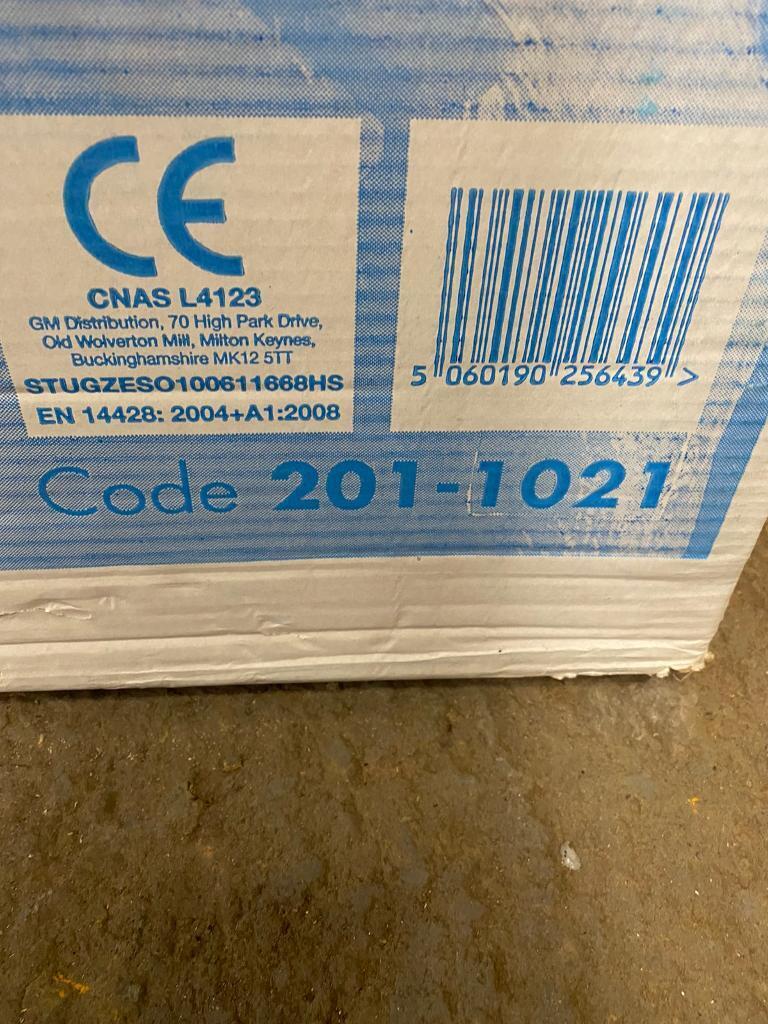 CE
CNAS L4123
GM Distribution, 70 High Park Drive,
Old Wolverton Mill, Milton Keynes,
Buckinghamshire MK12 5TT
STUGZESO100611668HS
EN 14428: 2004+A1:2008
5 060190 256439 >
Code 201-1021